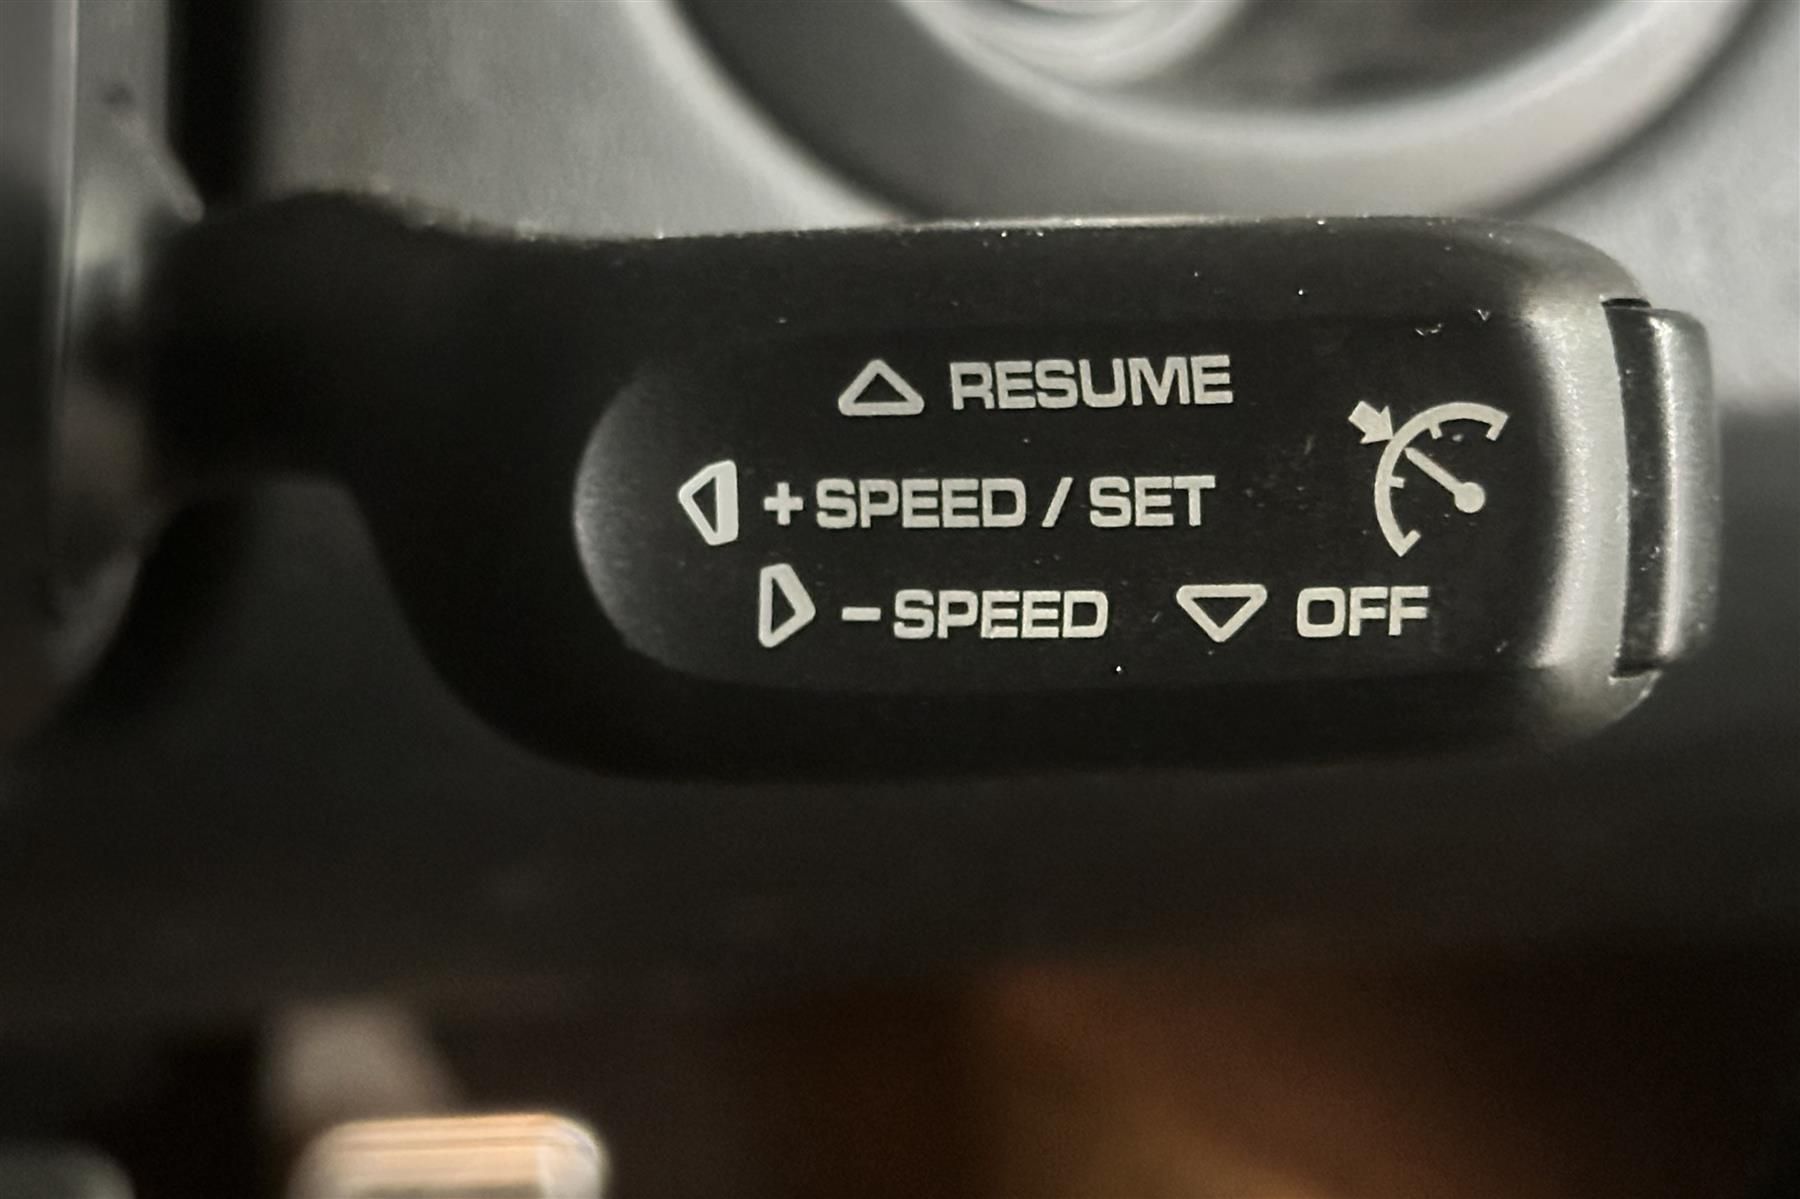 RESUME
+SPEED / SET
-SPEED OFF